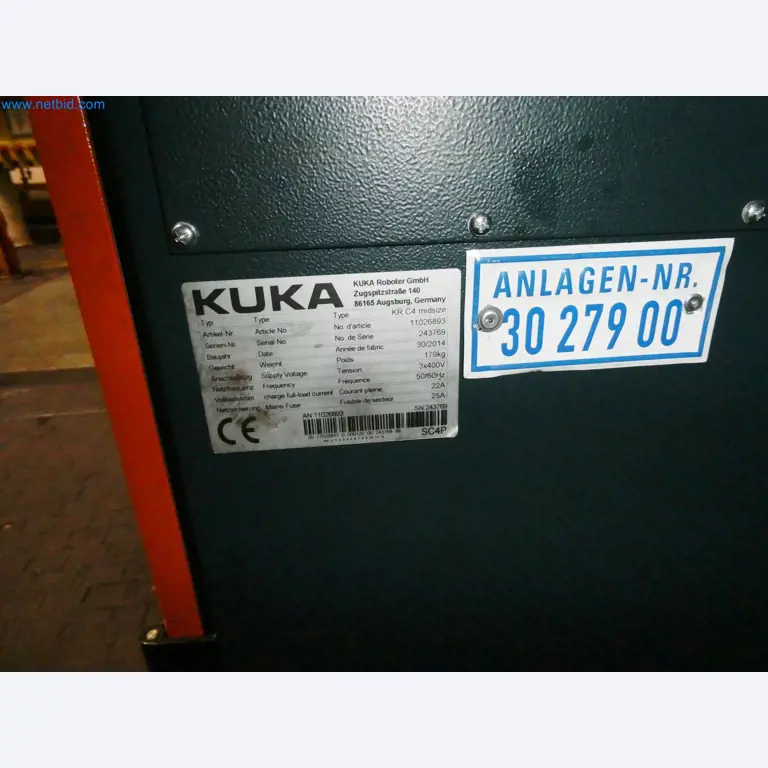 www.netbid.com
KUKA
KUKA Roboter GmbH
Zugspitzstraße 140
86165 Augsburg, Germany
Typ Type Type KR C4 midsize
Artikel-Nr. Article No. No. d'article 11026893
Serien-Nr. Serial No. No. de Série 243769
Baujahr Date Année de fabric 30/2014
Gewicht Weight Poids 179kg
Anschließung Supply Voltage Tension 3x400V
Netzfrequenz Frequency Fréquence 50/60Hz
Volllaststrom charge full-load current Courant pleine 22A
Netzsicherung Mains Fuse Fusible de secteur 25A
AN 11026893 SN 243769
CE
SC4P
ANLAGEN-NR.
30 279 00